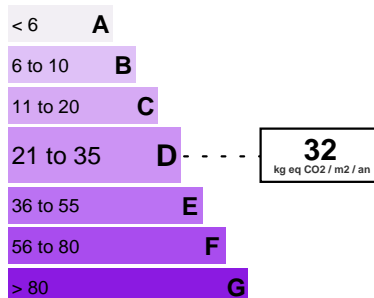 < 6 A
6 to 10 B
11 to 20 C
21 to 35 D
32
kg eq CO2 / m2 / an
36 to 55 E
56 to 80 F
> 80 G